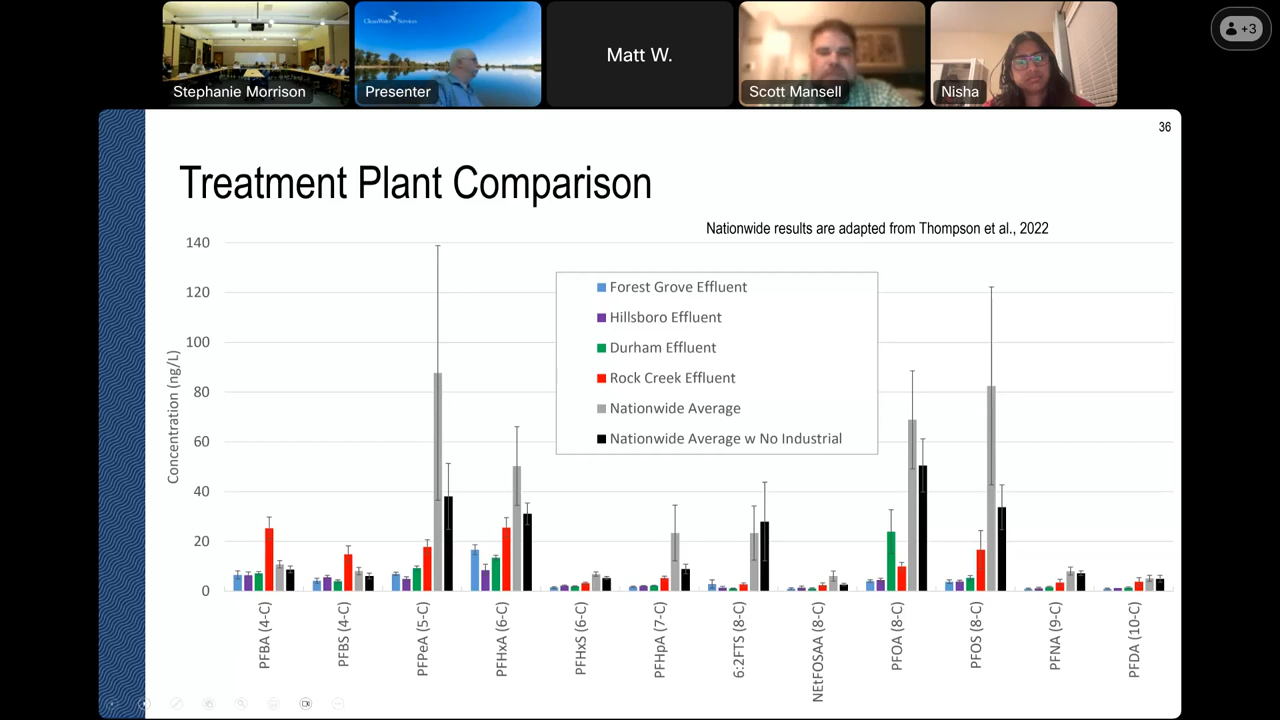 CleanWater Services
Stephanie Morrison
Presenter
Matt W.
Scott Mansell
Nisha
+3
36
Treatment Plant Comparison
Nationwide results are adapted from Thompson et al., 2022
Concentration (ng/L)
140
120
100
80
60
40
20
0
Forest Grove Effluent
Hillsboro Effluent
Durham Effluent
Rock Creek Effluent
Nationwide Average
Nationwide Average w No Industrial
PFBA (4-C)
PFBS (4-C)
PFPeA (5-C)
PFHxA (6-C)
PFHxS (6-C)
PFHpA (7-C)
6:2FTS (8-C)
NEtFOSAA (8-C)
PFOA (8-C)
PFOS (8-C)
PFNA (9-C)
PFDA (10-C)